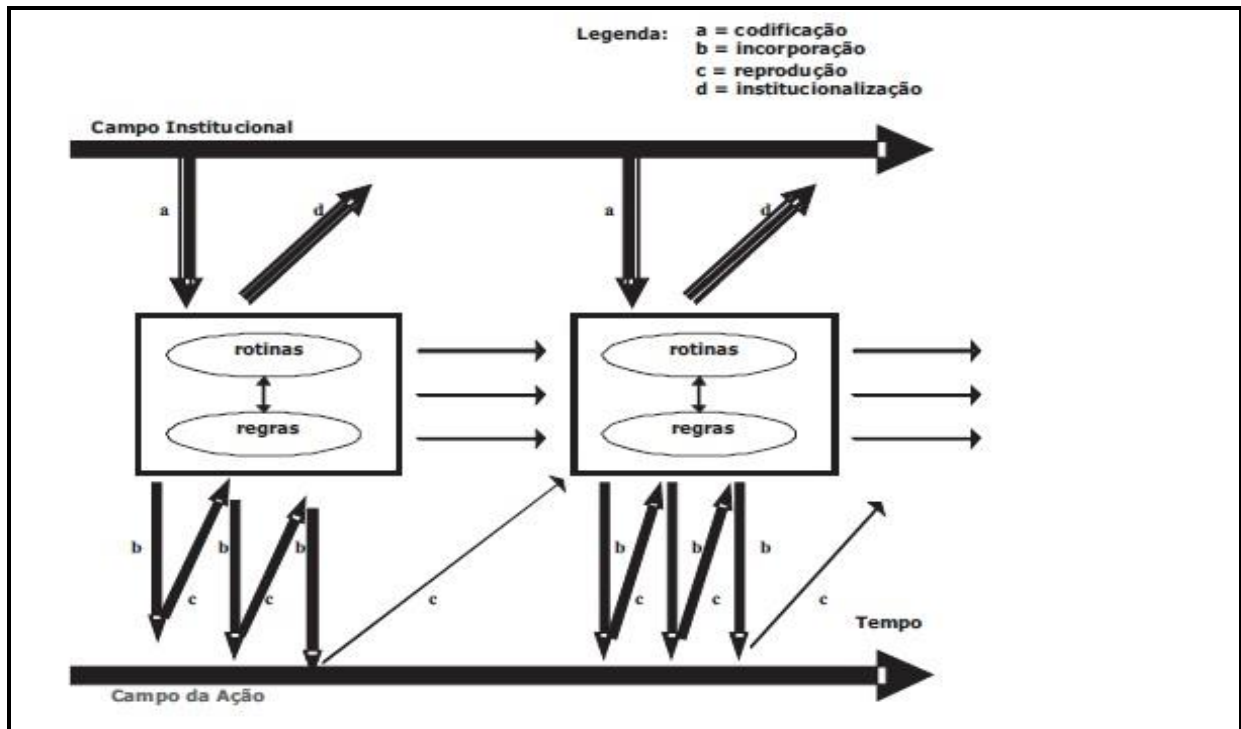 Legenda: a = codificação
b = incorporação
c = reprodução
d = institucionalização
Campo Institucional
a
d
a
d
rotinas
regras
rotinas
regras
b
c
b
c
b
c
b
c
b
c
b
c
Tempo
Campo da Ação